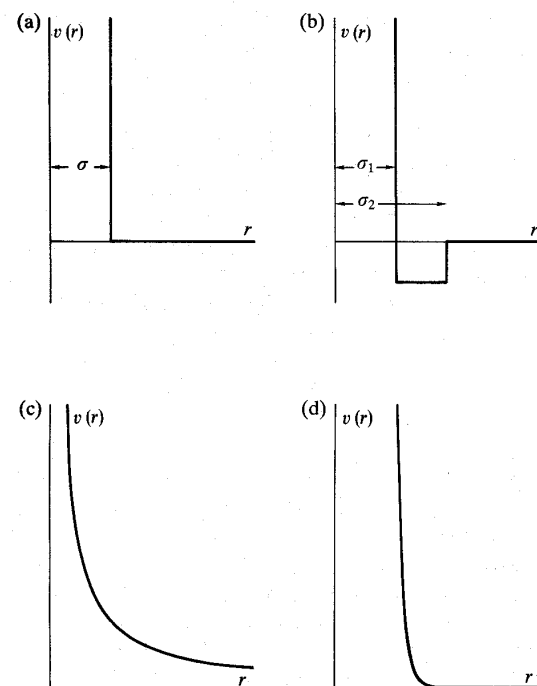 (a)
v (r)
σ
r
(b)
v (r)
σ₁
σ₂
r
(c)
v (r)
r
(d)
v (r)
r